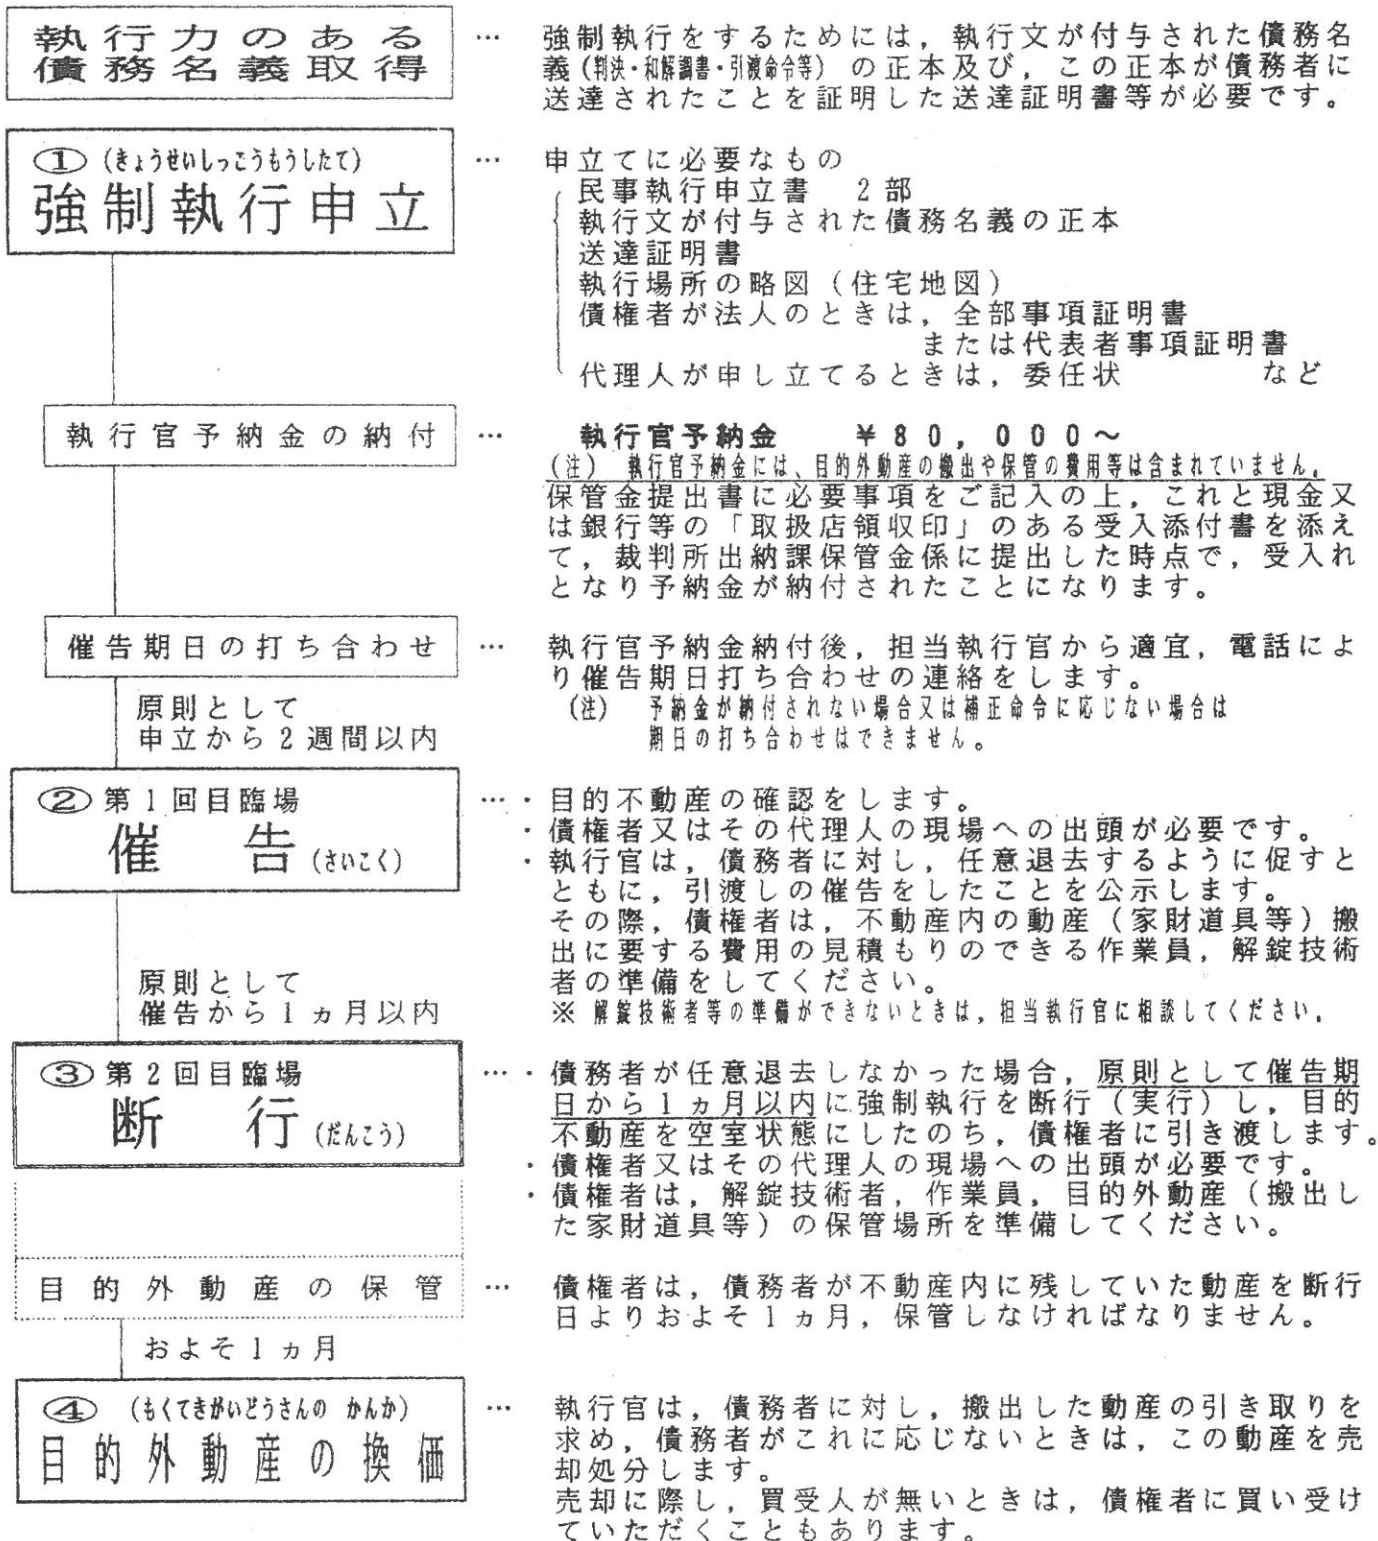 執行力のある
債務名義取得
… 強制執行をするためには，執行文が付与された債務名
義（判決・和解調書・引渡命令等）の正本及び，この正本が債務者に
送達されたことを証明した送達証明書等が必要です。
① (きょうせいしっこうもうしたて)
強制執行申立
… 申立てに必要なもの
民事執行申立書　２部
執行文が付与された債務名義の正本
送達証明書
執行場所の略図（住宅地図）
債権者が法人のときは，全部事項証明書
または代表者事項証明書
代理人が申し立てるときは，委任状　など
執行官予納金の納付
… 執行官予納金　￥８０，０００～
（注）　執行官予納金には、目的外動産の搬出や保管の費用等は含まれていません。
保管金提出書に必要事項をご記入の上，これと現金又
は銀行等の「取扱店領収印」のある受入添付書を添え
て，裁判所出納課保管金係に提出した時点で，受入れ
となり予納金が納付されたことになります。
催告期日の打ち合わせ
… 執行官予納金納付後，担当執行官から適宜，電話によ
り催告期日打ち合わせの連絡をします。
（注）　予納金が納付されない場合又は補正命令に応じない場合は
期日の打ち合わせはできません。
原則として
申立から２週間以内
② 第１回目臨場
催　告 (さいこく)
… ・目的不動産の確認をします。
・債権者又はその代理人の現場への出頭が必要です。
・執行官は，債務者に対し，任意退去するように促すと
ともに，引渡しの催告をしたことを公示します。
その際，債権者は，不動産内の動産（家財道具等）搬
出に要する費用の見積もりのできる作業員，解錠技術
者の準備をしてください。
※ 解錠技術者等の準備ができないときは，担当執行官に相談してください。
原則として
催告から１ヵ月以内
③ 第２回目臨場
断　行 (だんこう)
… ・債務者が任意退去しなかった場合，原則として催告期
日から１ヵ月以内に強制執行を断行（実行）し，目的
不動産を空室状態にしたのち，債権者に引き渡します。
・債権者又はその代理人の現場への出頭が必要です。
・債権者は，解錠技術者，作業員，目的外動産（搬出し
た家財道具等）の保管場所を準備してください。
目的外動産の保管
… 債権者は，債務者が不動産内に残していた動産を断行
日よりおよそ１ヵ月，保管しなければなりません。
およそ１ヵ月
④ (もくてきがいどうさんの かんか)
目的外動産の換価
… 執行官は，債務者に対し，搬出した動産の引き取りを
求め，債務者がこれに応じないときは，この動産を売
却処分します。
売却に際し，買受人が無いときは，債権者に買い受け
ていただくこともあります。